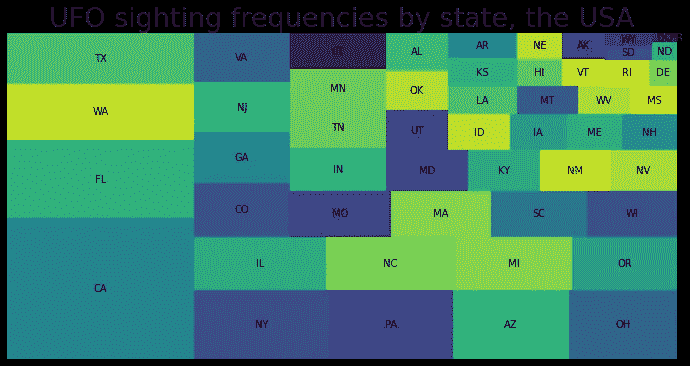 UFO sighting frequencies by state, the USA
TX VA AL AR NE AK SD ND
WA NJ MN OK KS HI VT RI DE
TN LA MT WV MS
FL GA UT ID IA ME NH
IN MD KY NM NV
CO MO MA SC WI
CA IL NC MI OR
NY PA AZ OH